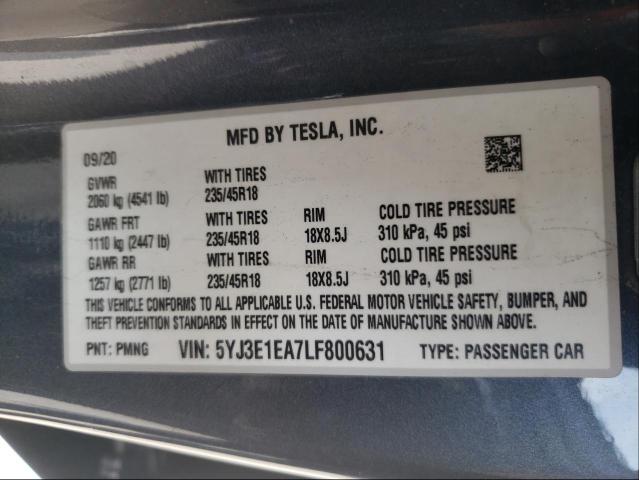 MFD BY TESLA, INC.
09/20
GVWR WITH TIRES
2060 kg (4541 lb) 235/45R18
GAWR FRT WITH TIRES RIM COLD TIRE PRESSURE
1110 kg (2447 lb) 235/45R18 18X8.5J 310 kPa, 45 psi
GAWR RR WITH TIRES RIM COLD TIRE PRESSURE
1257 kg (2771 lb) 235/45R18 18X8.5J 310 kPa, 45 psi
THIS VEHICLE CONFORMS TO ALL APPLICABLE U.S. FEDERAL MOTOR VEHICLE SAFETY, BUMPER, AND
THEFT PREVENTION STANDARDS IN EFFECT ON THE DATE OF MANUFACTURE SHOWN ABOVE.
PNT: PMNG VIN: 5YJ3E1EA7LF800631 TYPE: PASSENGER CAR